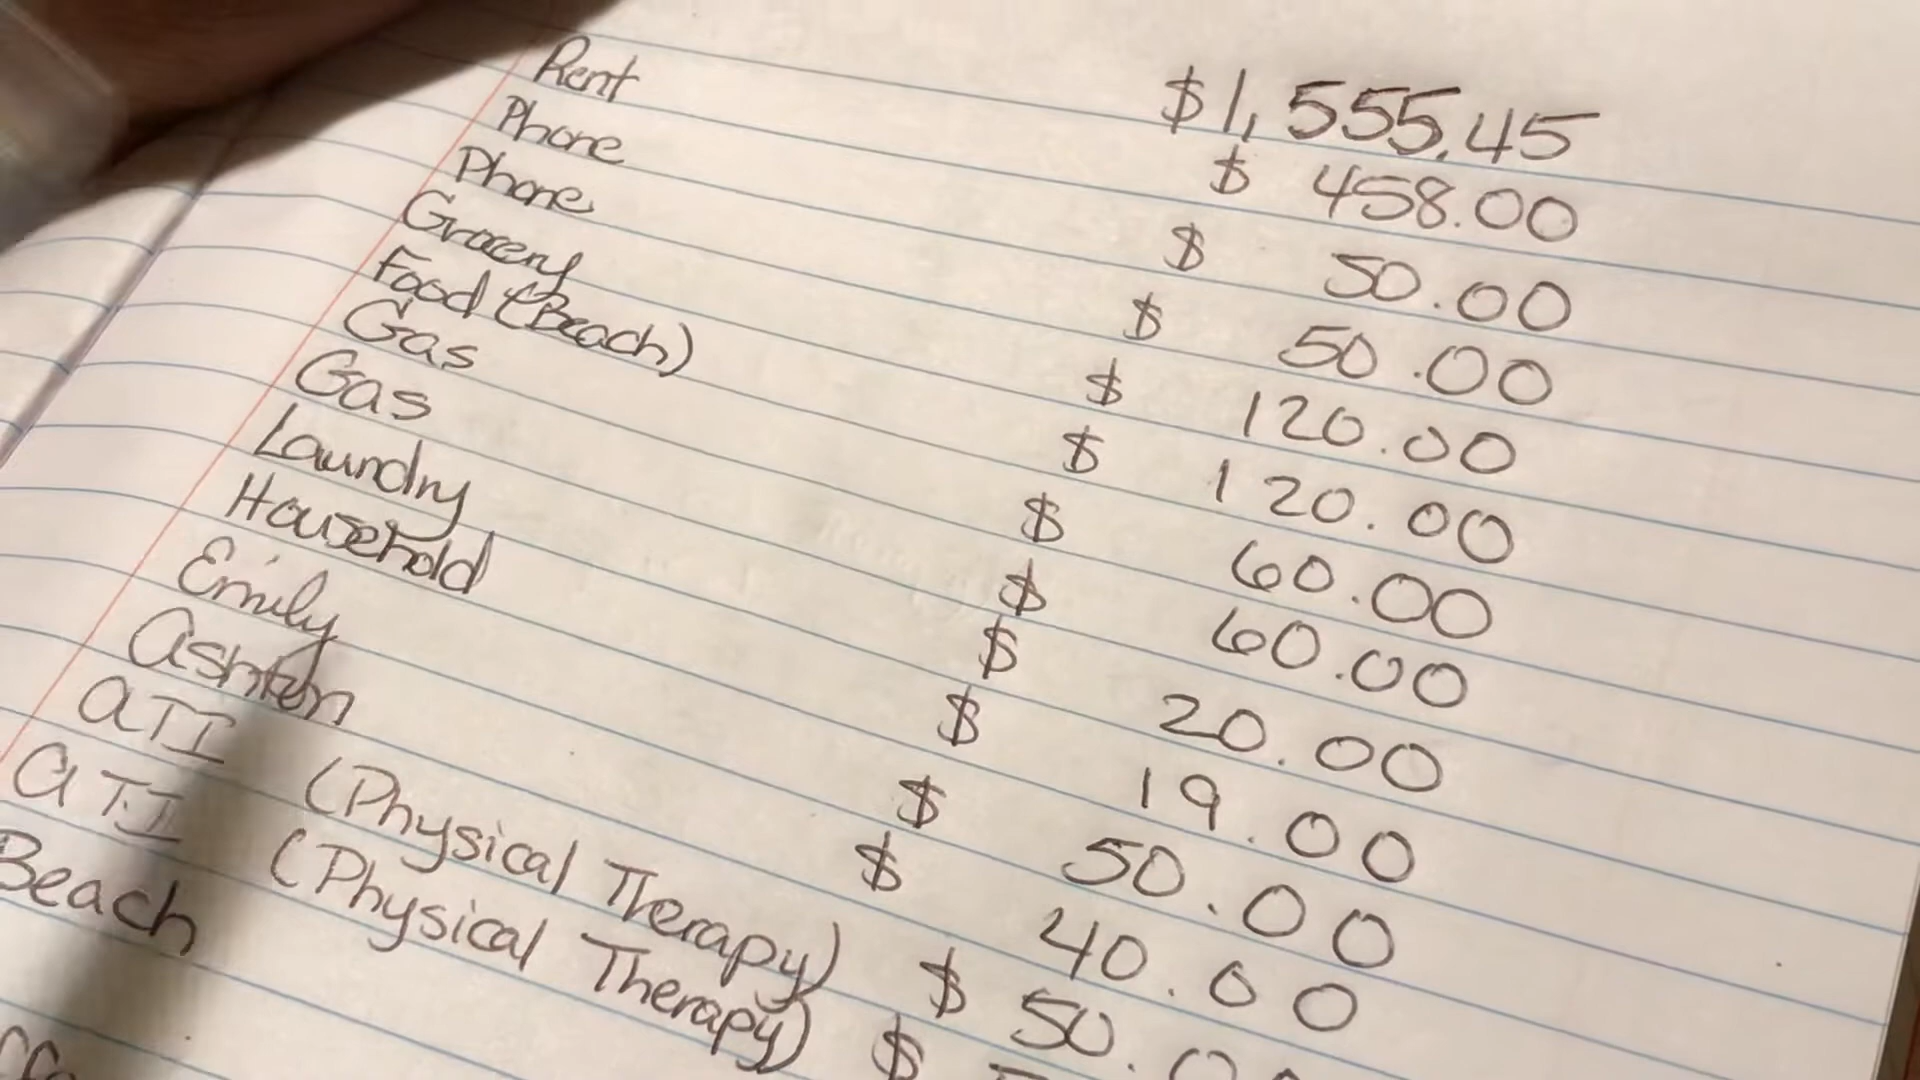 $1,555.45
Rent $ 458.00
Phone $ 50.00
Phone $ 50.00
Grocery $ 120.00
Food (Beach) $ 120.00
Gas $ 60.00
Gas $ 60.00
Laundry $ 20.00
Household $ 19.00
Emily $ 50.00
Ashton $ 40.00
ATI (Physical Therapy) $ 50.0
ATI (Physical Therapy) $
Beach